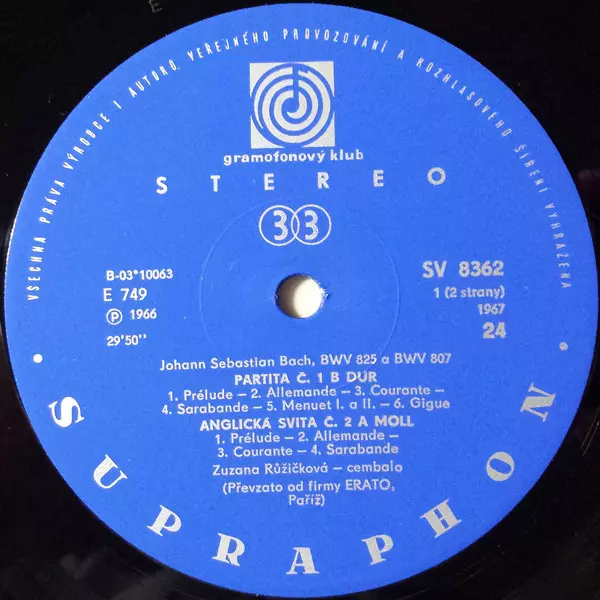 E
VŠECHNA PRÁVA VÝROBCE I AUTORŮ, VEŘEJNÉHO PROVOZOVÁNÍ A ROZHLASOVÉHO ŠÍŘENÍ VYHRAŽENA
gramofonový klub
STEREO
33
B-03*10063
E 749
Ⓟ 1966
29'50"
SV 8362
1 (2 strany)
1967
24
Johann Sebastian Bach, BWV 825 a BWV 807
PARTITA Č. 1 B DUR
1. Prélude – 2. Allemande – 3. Courante –
4. Sarabande – 5. Menuet I. a II. – 6. Gigue
ANGLICKÁ SVITA Č. 2 A MOLL
1. Prélude – 2. Allemande –
– 3. Courante – 4. Sarabande
Zuzana Růžičková – cembalo
(Převzato od firmy ERATO,
Paříž)
• SUPRAPHON •